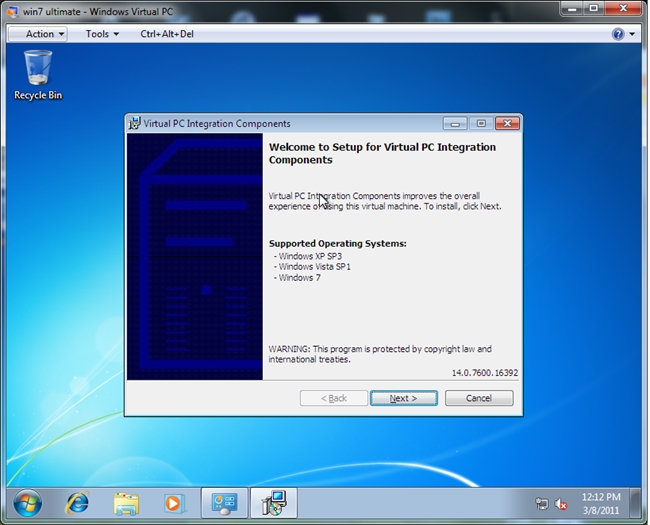 win7 ultimate - Windows Virtual PC
Action Tools Ctrl+Alt+Del
Recycle Bin
Virtual PC Integration Components
Welcome to Setup for Virtual PC Integration
Components
Virtual PC Integration Components improves the overall
experience of using this virtual machine. To install, click Next.
Supported Operating Systems:
- Windows XP SP3
- Windows Vista SP1
- Windows 7
WARNING: This program is protected by copyright law and
international treaties.
14.0.7600.16392
< Back Next > Cancel
12:12 PM
3/8/2011